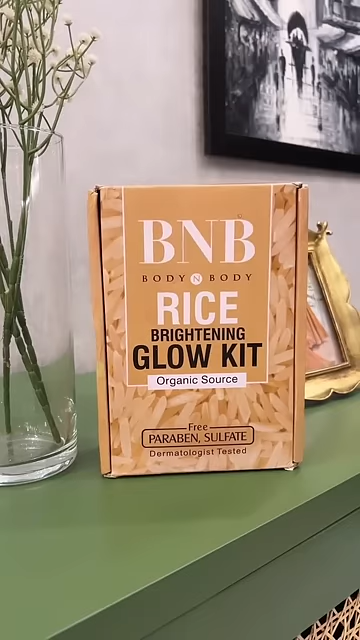 BNB
BODY N BODY
RICE
BRIGHTENING
GLOW KIT
Organic Source
Free
PARABEN, SULFATE
Dermatologist Tested